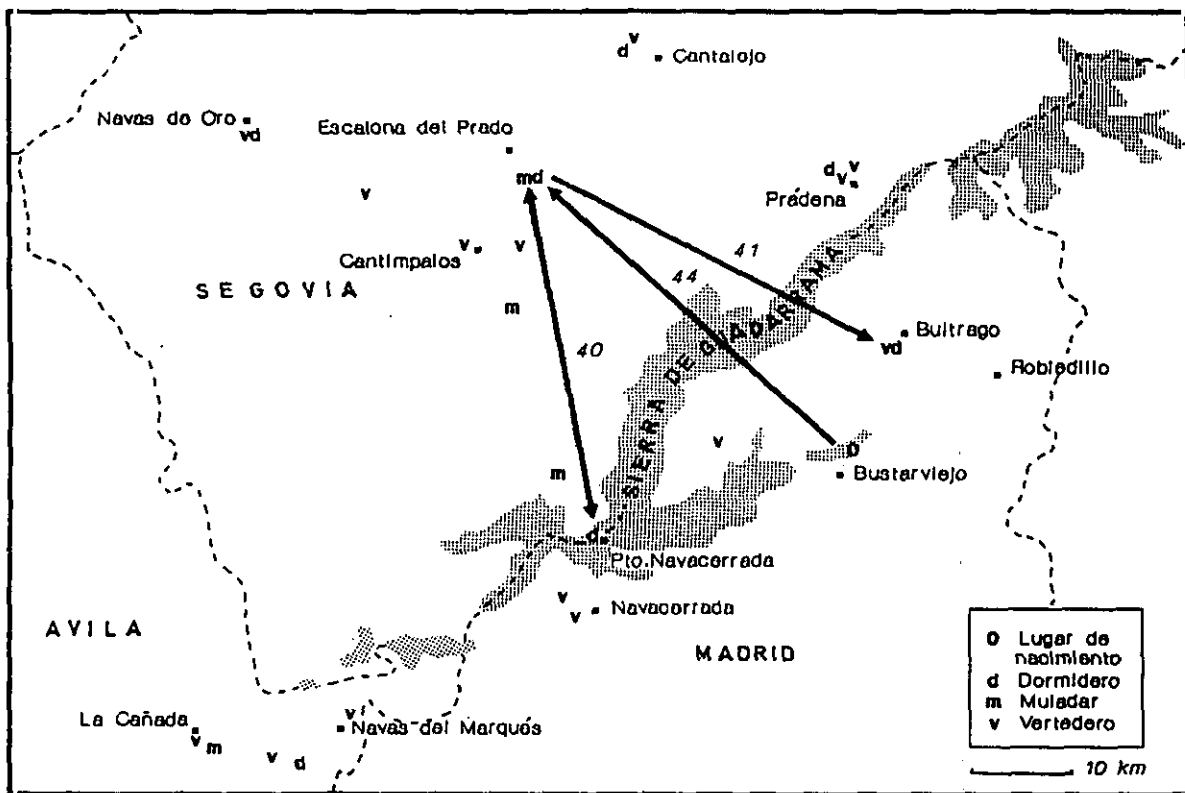 v
d
Cantalejo
Navas de Oro
vd
Escalona del Prado
md
v
d v v
Prádena
v
Cantimpalos
v
41
SEGOVIA
44
m
SIERRA DE GUADARRAMA
40
Buitrago
vd
Robledillo
v
O
Bustarviejo
m
d
Pto.Navacerrada
v
v
Navacerrada
AVILA
MADRID
O Lugar de
nacimiento
d Dormidero
m Muladar
v Vertedero
10 km
La Cañada
v m
v
Navas del Marqués
v d